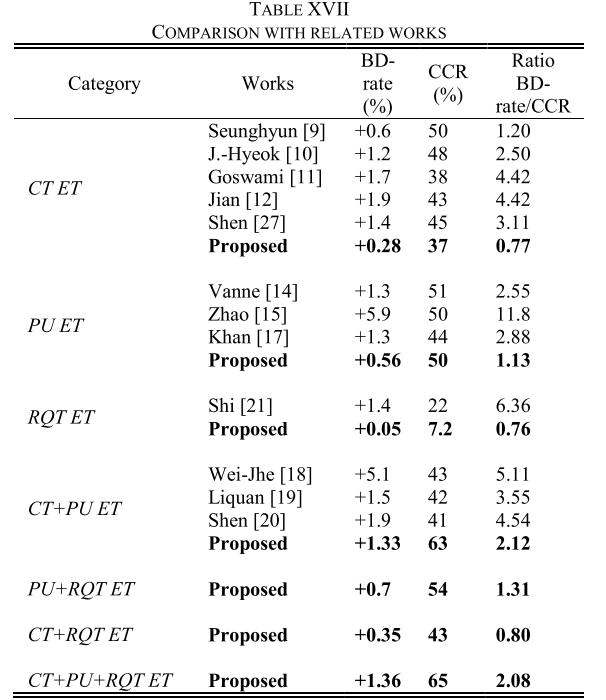 TABLE XVII
COMPARISON WITH RELATED WORKS
Category Works BD-rate (%) CCR (%) Ratio BD-rate/CCR
CT ET
Seunghyun [9] +0.6 50 1.20
J.-Hyeok [10] +1.2 48 2.50
Goswami [11] +1.7 38 4.42
Jian [12] +1.9 43 4.42
Shen [27] +1.4 45 3.11
Proposed +0.28 37 0.77
PU ET
Vanne [14] +1.3 51 2.55
Zhao [15] +5.9 50 11.8
Khan [17] +1.3 44 2.88
Proposed +0.56 50 1.13
RQT ET
Shi [21] +1.4 22 6.36
Proposed +0.05 7.2 0.76
CT+PU ET
Wei-Jhe [18] +5.1 43 5.11
Liquan [19] +1.5 42 3.55
Shen [20] +1.9 41 4.54
Proposed +1.33 63 2.12
PU+RQT ET Proposed +0.7 54 1.31
CT+RQT ET Proposed +0.35 43 0.80
CT+PU+RQT ET Proposed +1.36 65 2.08